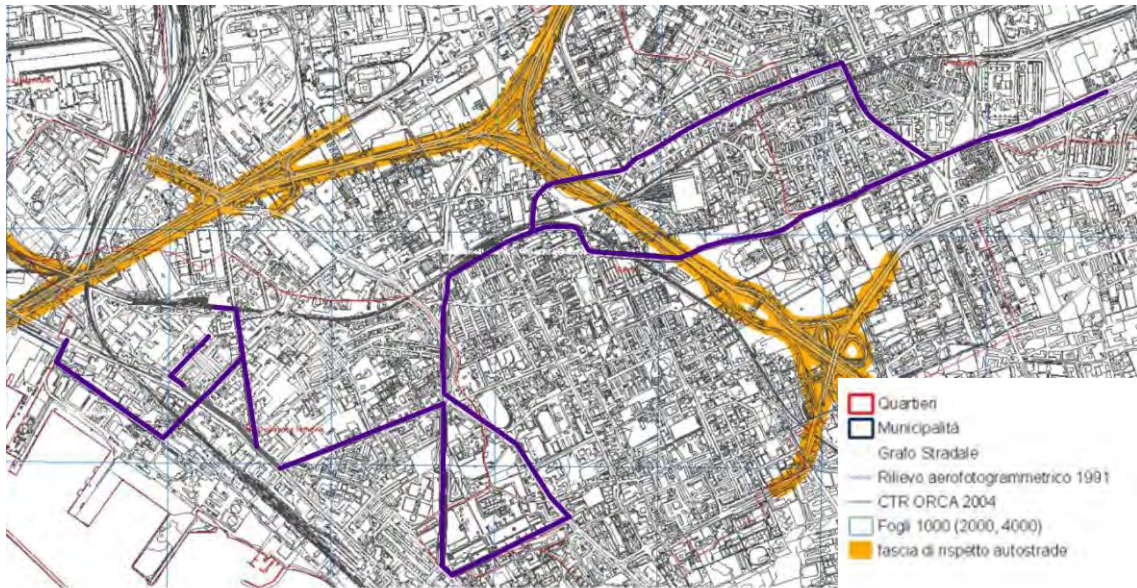 Quartieri
Municipalità
Grafo Stradale
Rilievo aerofotogrammetrico 1991
CTR ORCA 2004
Fogli 1000 (2000, 4000)
fascia di rispetto autostrade